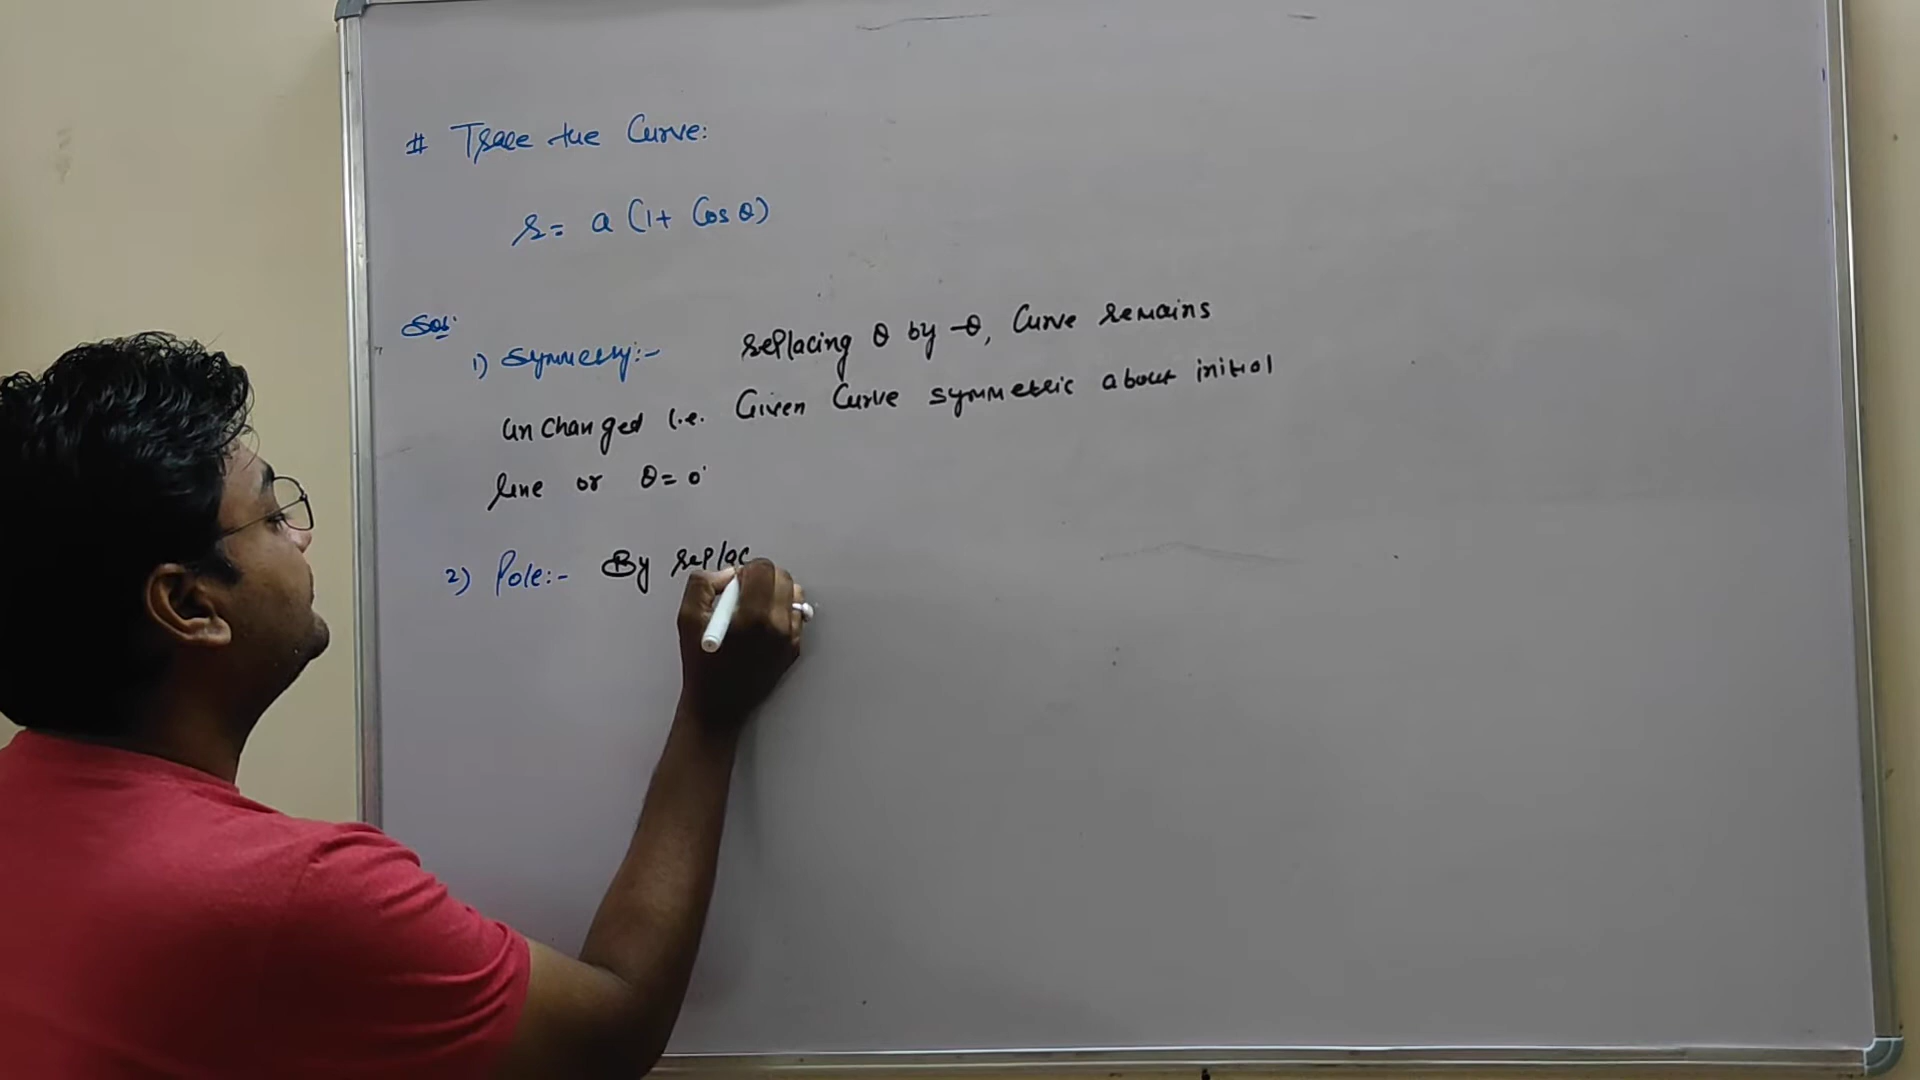 # Trace the Curve:
r = a (1+ Cos θ)
Sol:
1) Symmetry:- replacing θ by -θ, Curve remains
unchanged i.e. Given Curve symmetric about initial
line or θ = 0°
2) Pole:- By replac